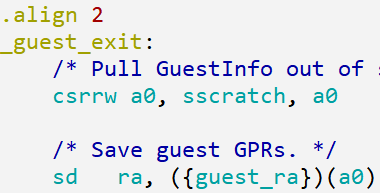 .align 2
_guest_exit:
/* Pull GuestInfo out of
csrrw a0, sscratch, a0
/* Save guest GPRs. */
sd   ra, ({guest_ra})(a0)